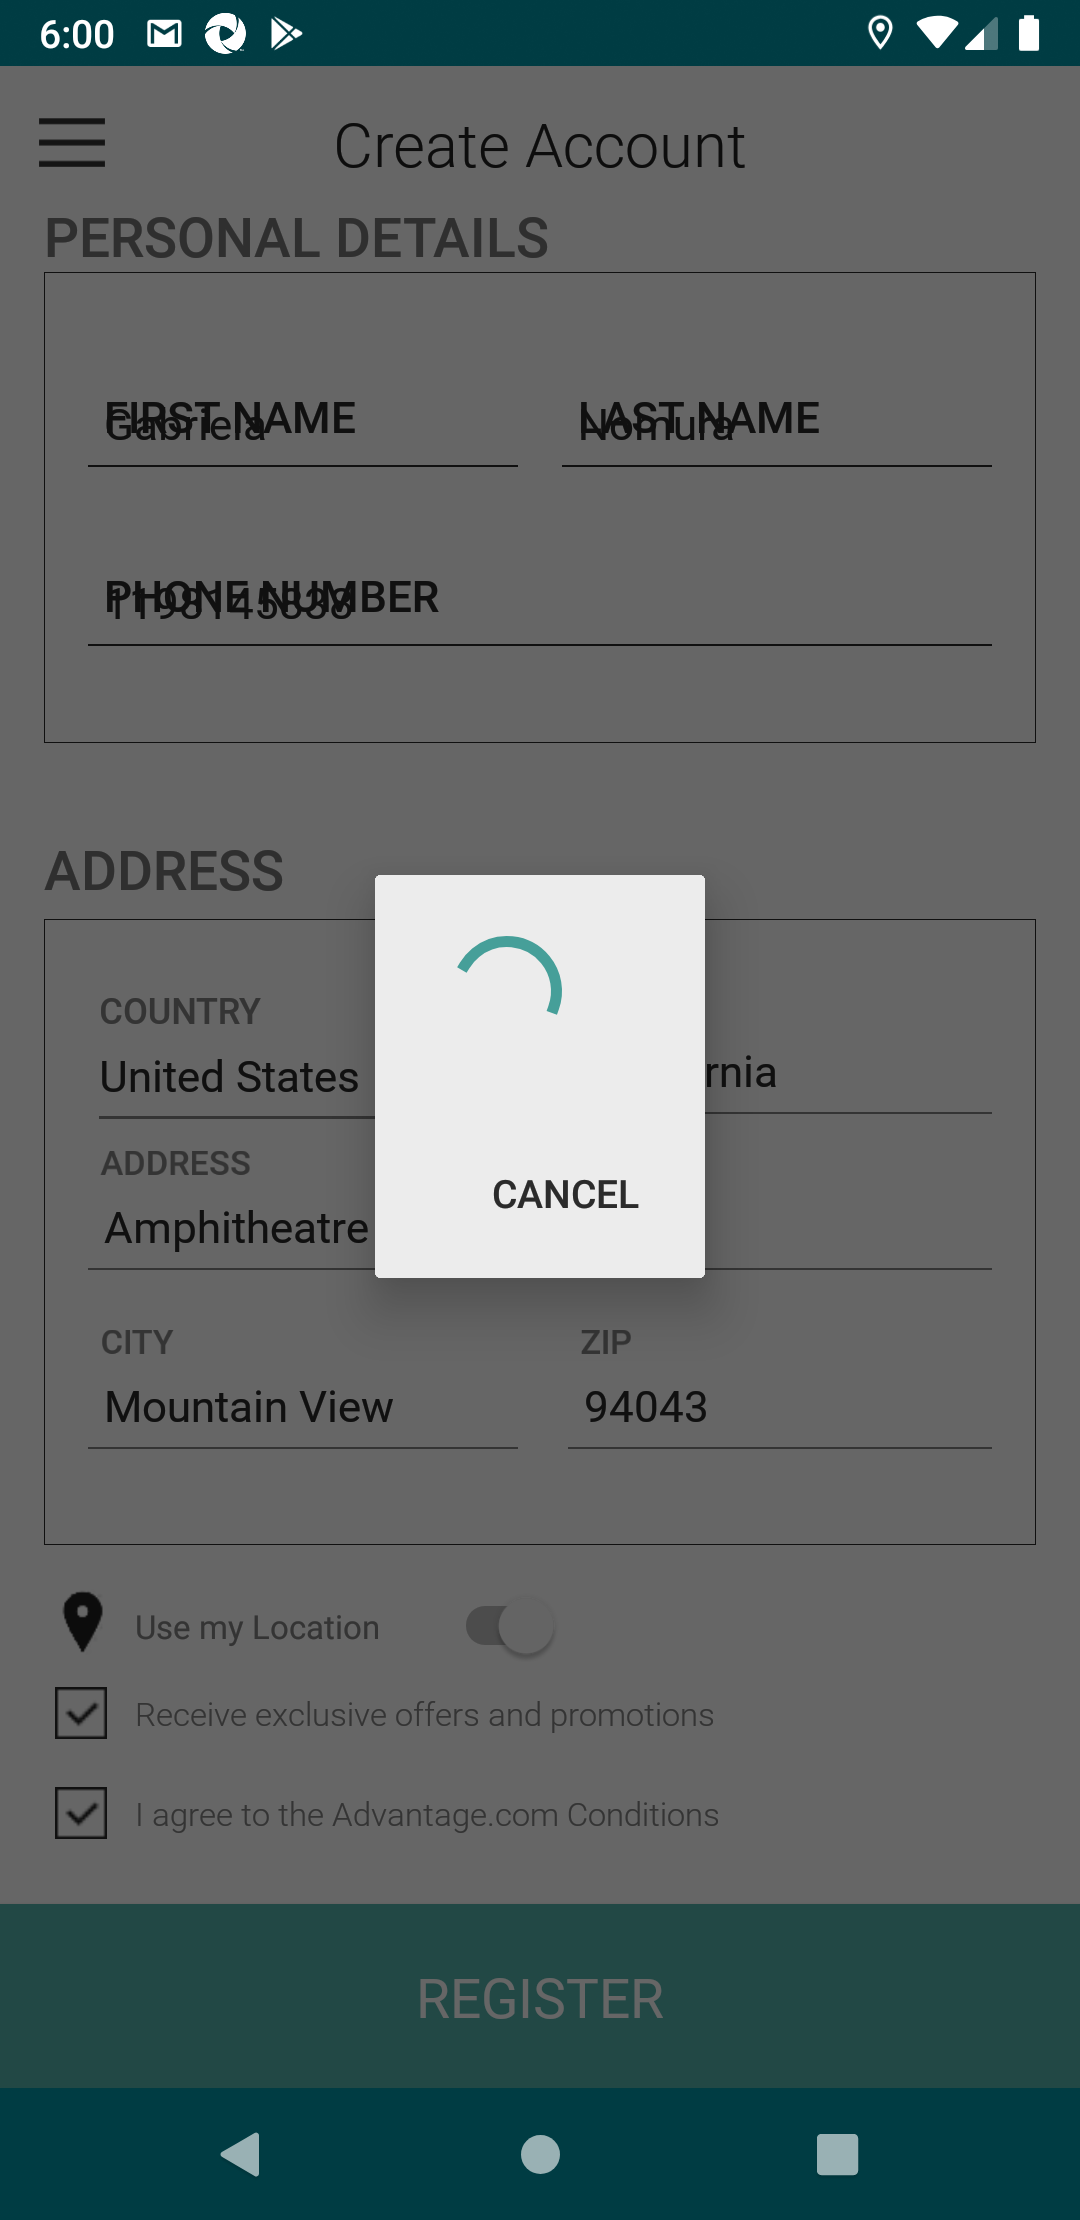 6:00
Create Account
PERSONAL DETAILS
FIRST NAME
Gabriela
LAST NAME
Nomura
PHONE NUMBER
ADDRESS
COUNTRY
United States
rnia
ADDRESS
Amphitheatre
CANCEL
CITY
ZIP
Mountain View
94043
Use my Location
Receive exclusive offers and promotions
I agree to the Advantage.com Conditions
REGISTER